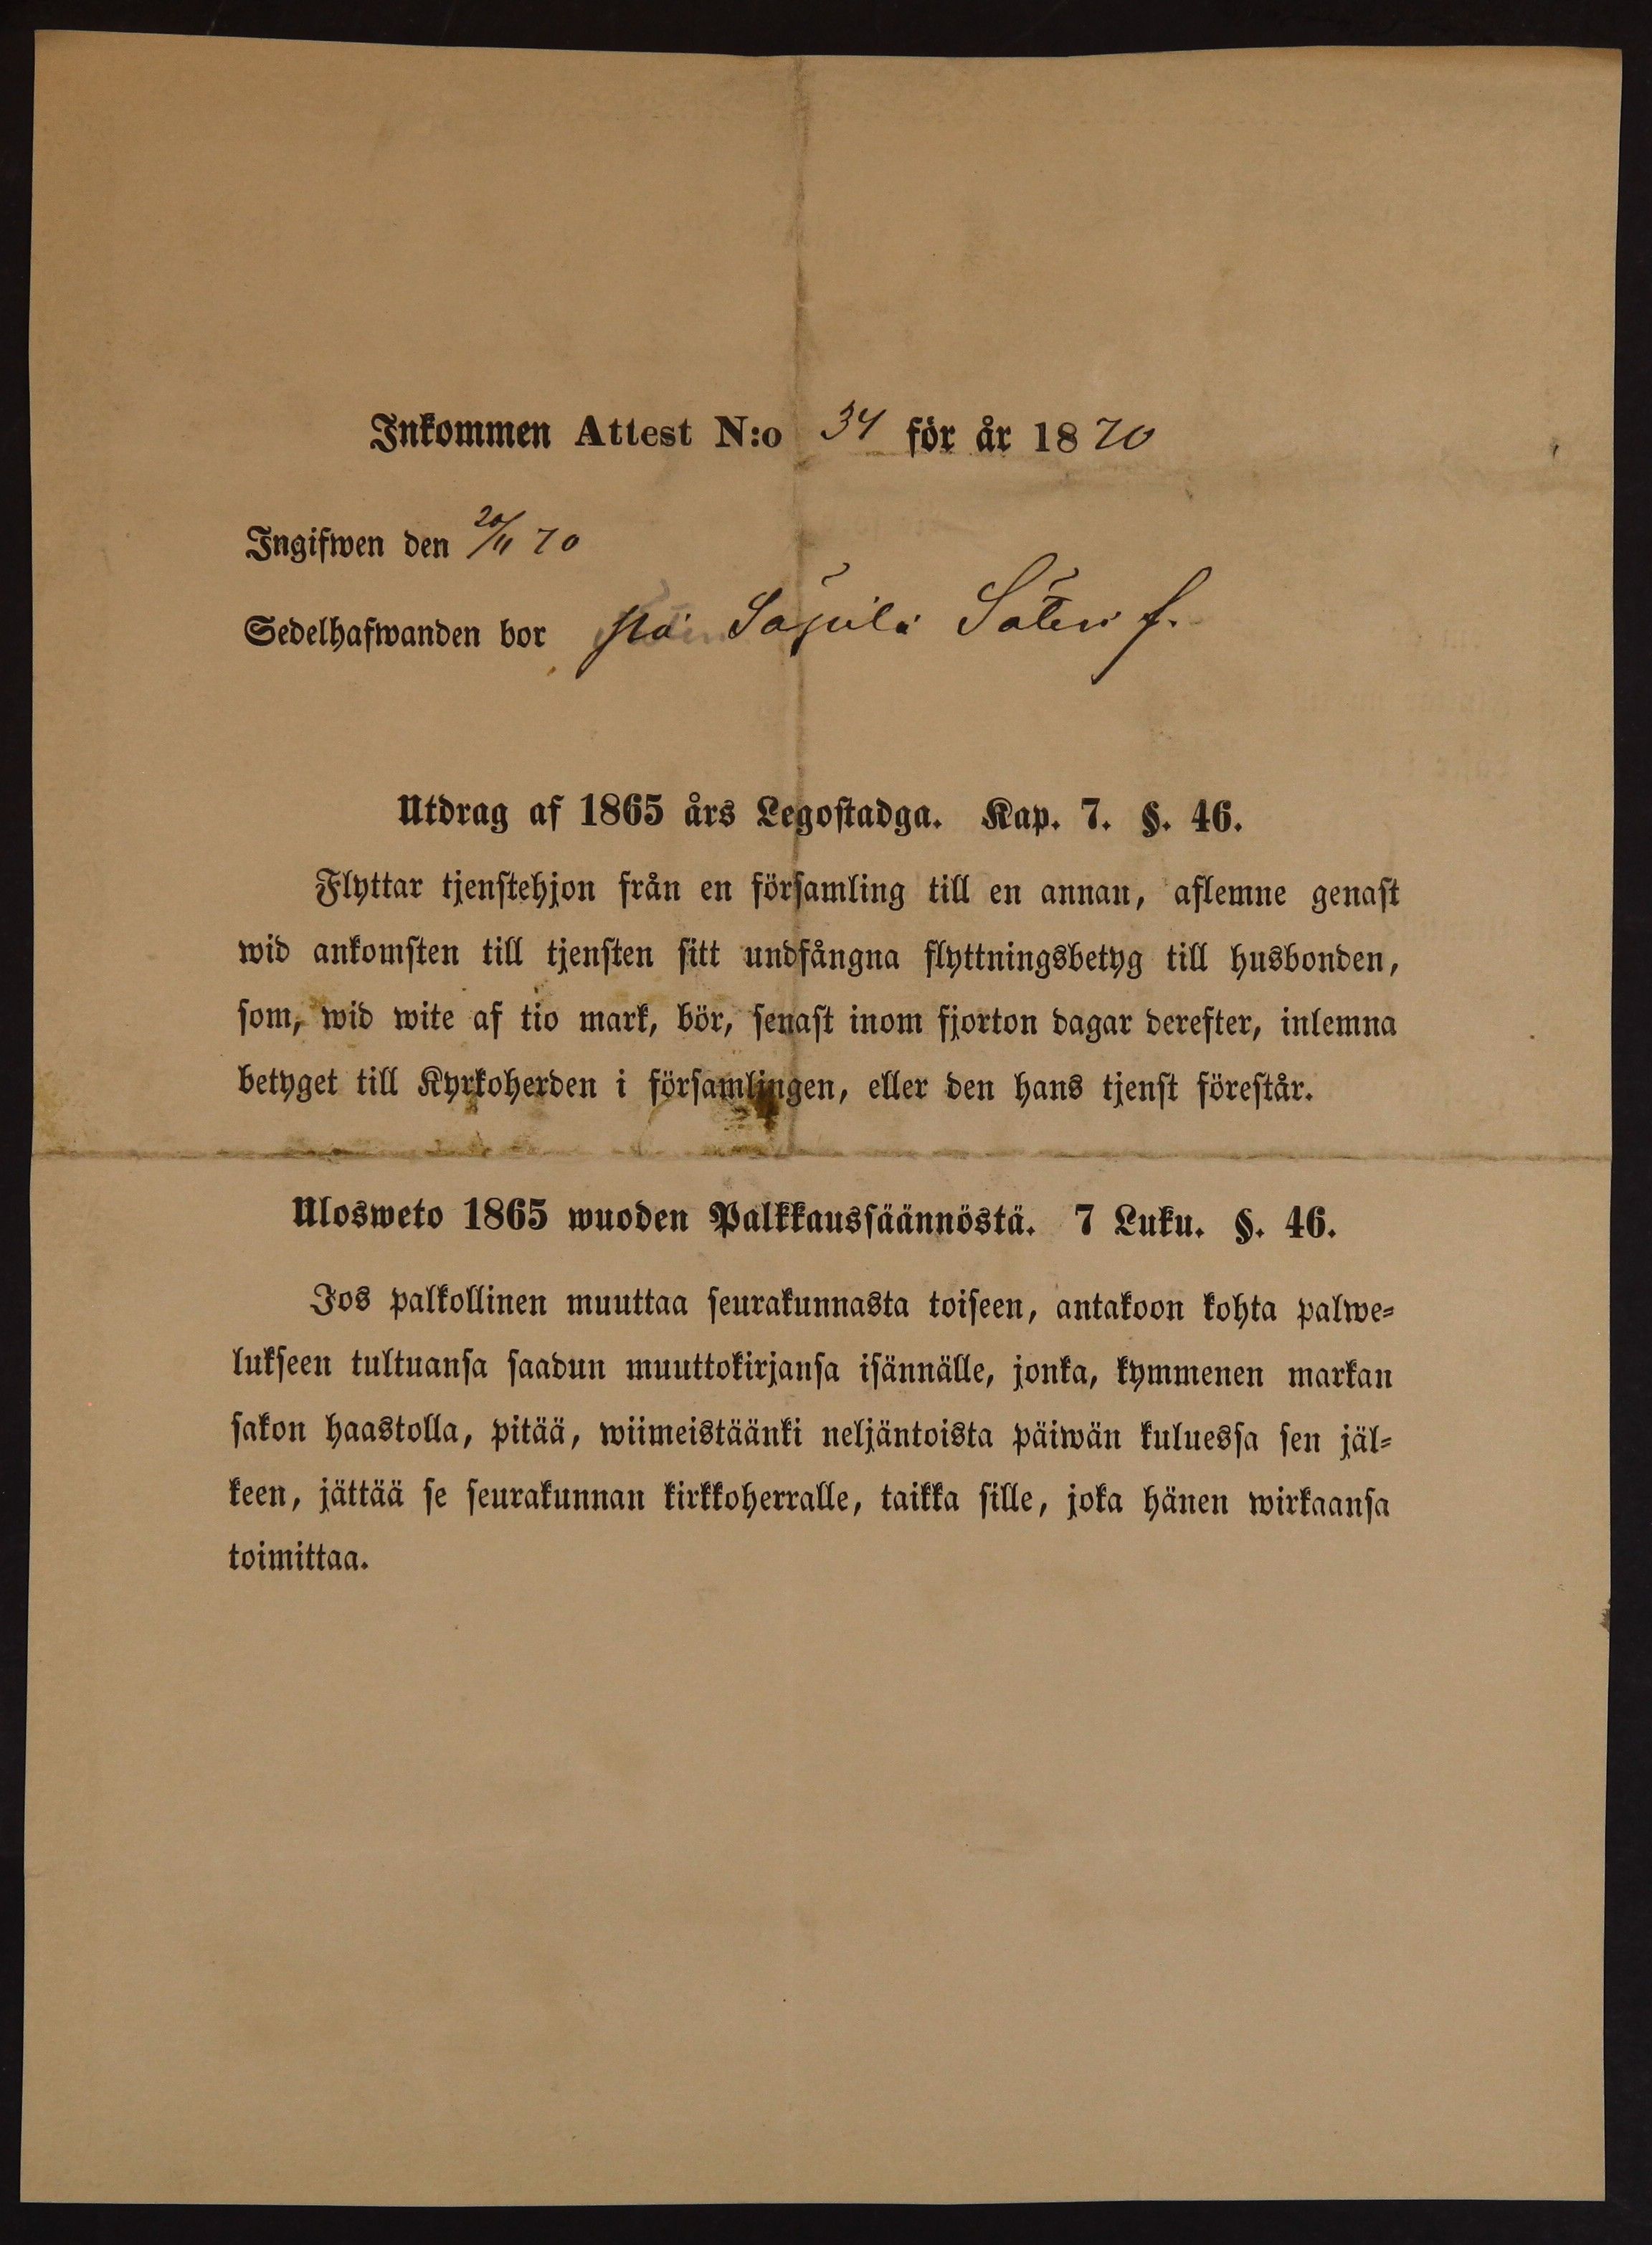 Inkommen Attest N:o 34 för år 1870
Ingifwen den 20/11 70
Sedelhafwanden bor på Säteri f.
Utdrag af 1865 års Legostadga. Kap. 7. §. 46.
Flyttar tjenstehjon från en församling till en annan, aflemne genast
wid ankomsten till tjensten sitt undfångna flyttningsbetyg till husbonden,
som, wid wite af tio mark, bör, senast inom fjorton dagar derefter, inlemna
betyget till Kyrkoherden i församlingen, eller den hans tjenst förestår.
Ulosweto 1865 wuoden Palkkaussäännöstä. 7 Luku. §. 46.
Jos palkollinen muuttaa seurakunnasta toiseen, antakoon kohta palwe-
lukseen tultuansa saadun muuttokirjansa isännälle, jonka, kymmenen markan
sakon haastolla, pitää, wiimeistäänki neljäntoista päiwän kuluessa sen jäl-
keen, jättää se seurakunnan kirkkoherralle, taikka sille, joka hänen wirkaansa
toimittaa.